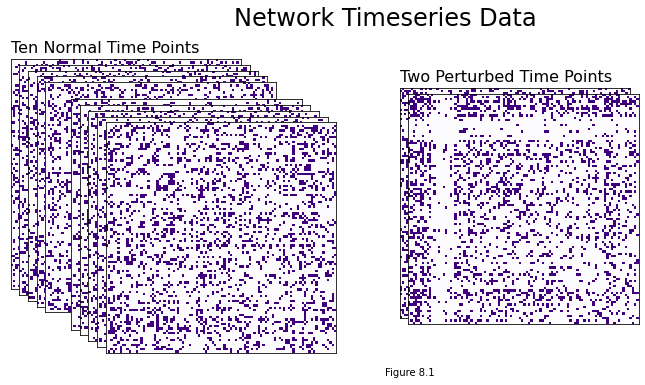 Network Timeseries Data
Ten Normal Time Points
Two Perturbed Time Points
Figure 8.1